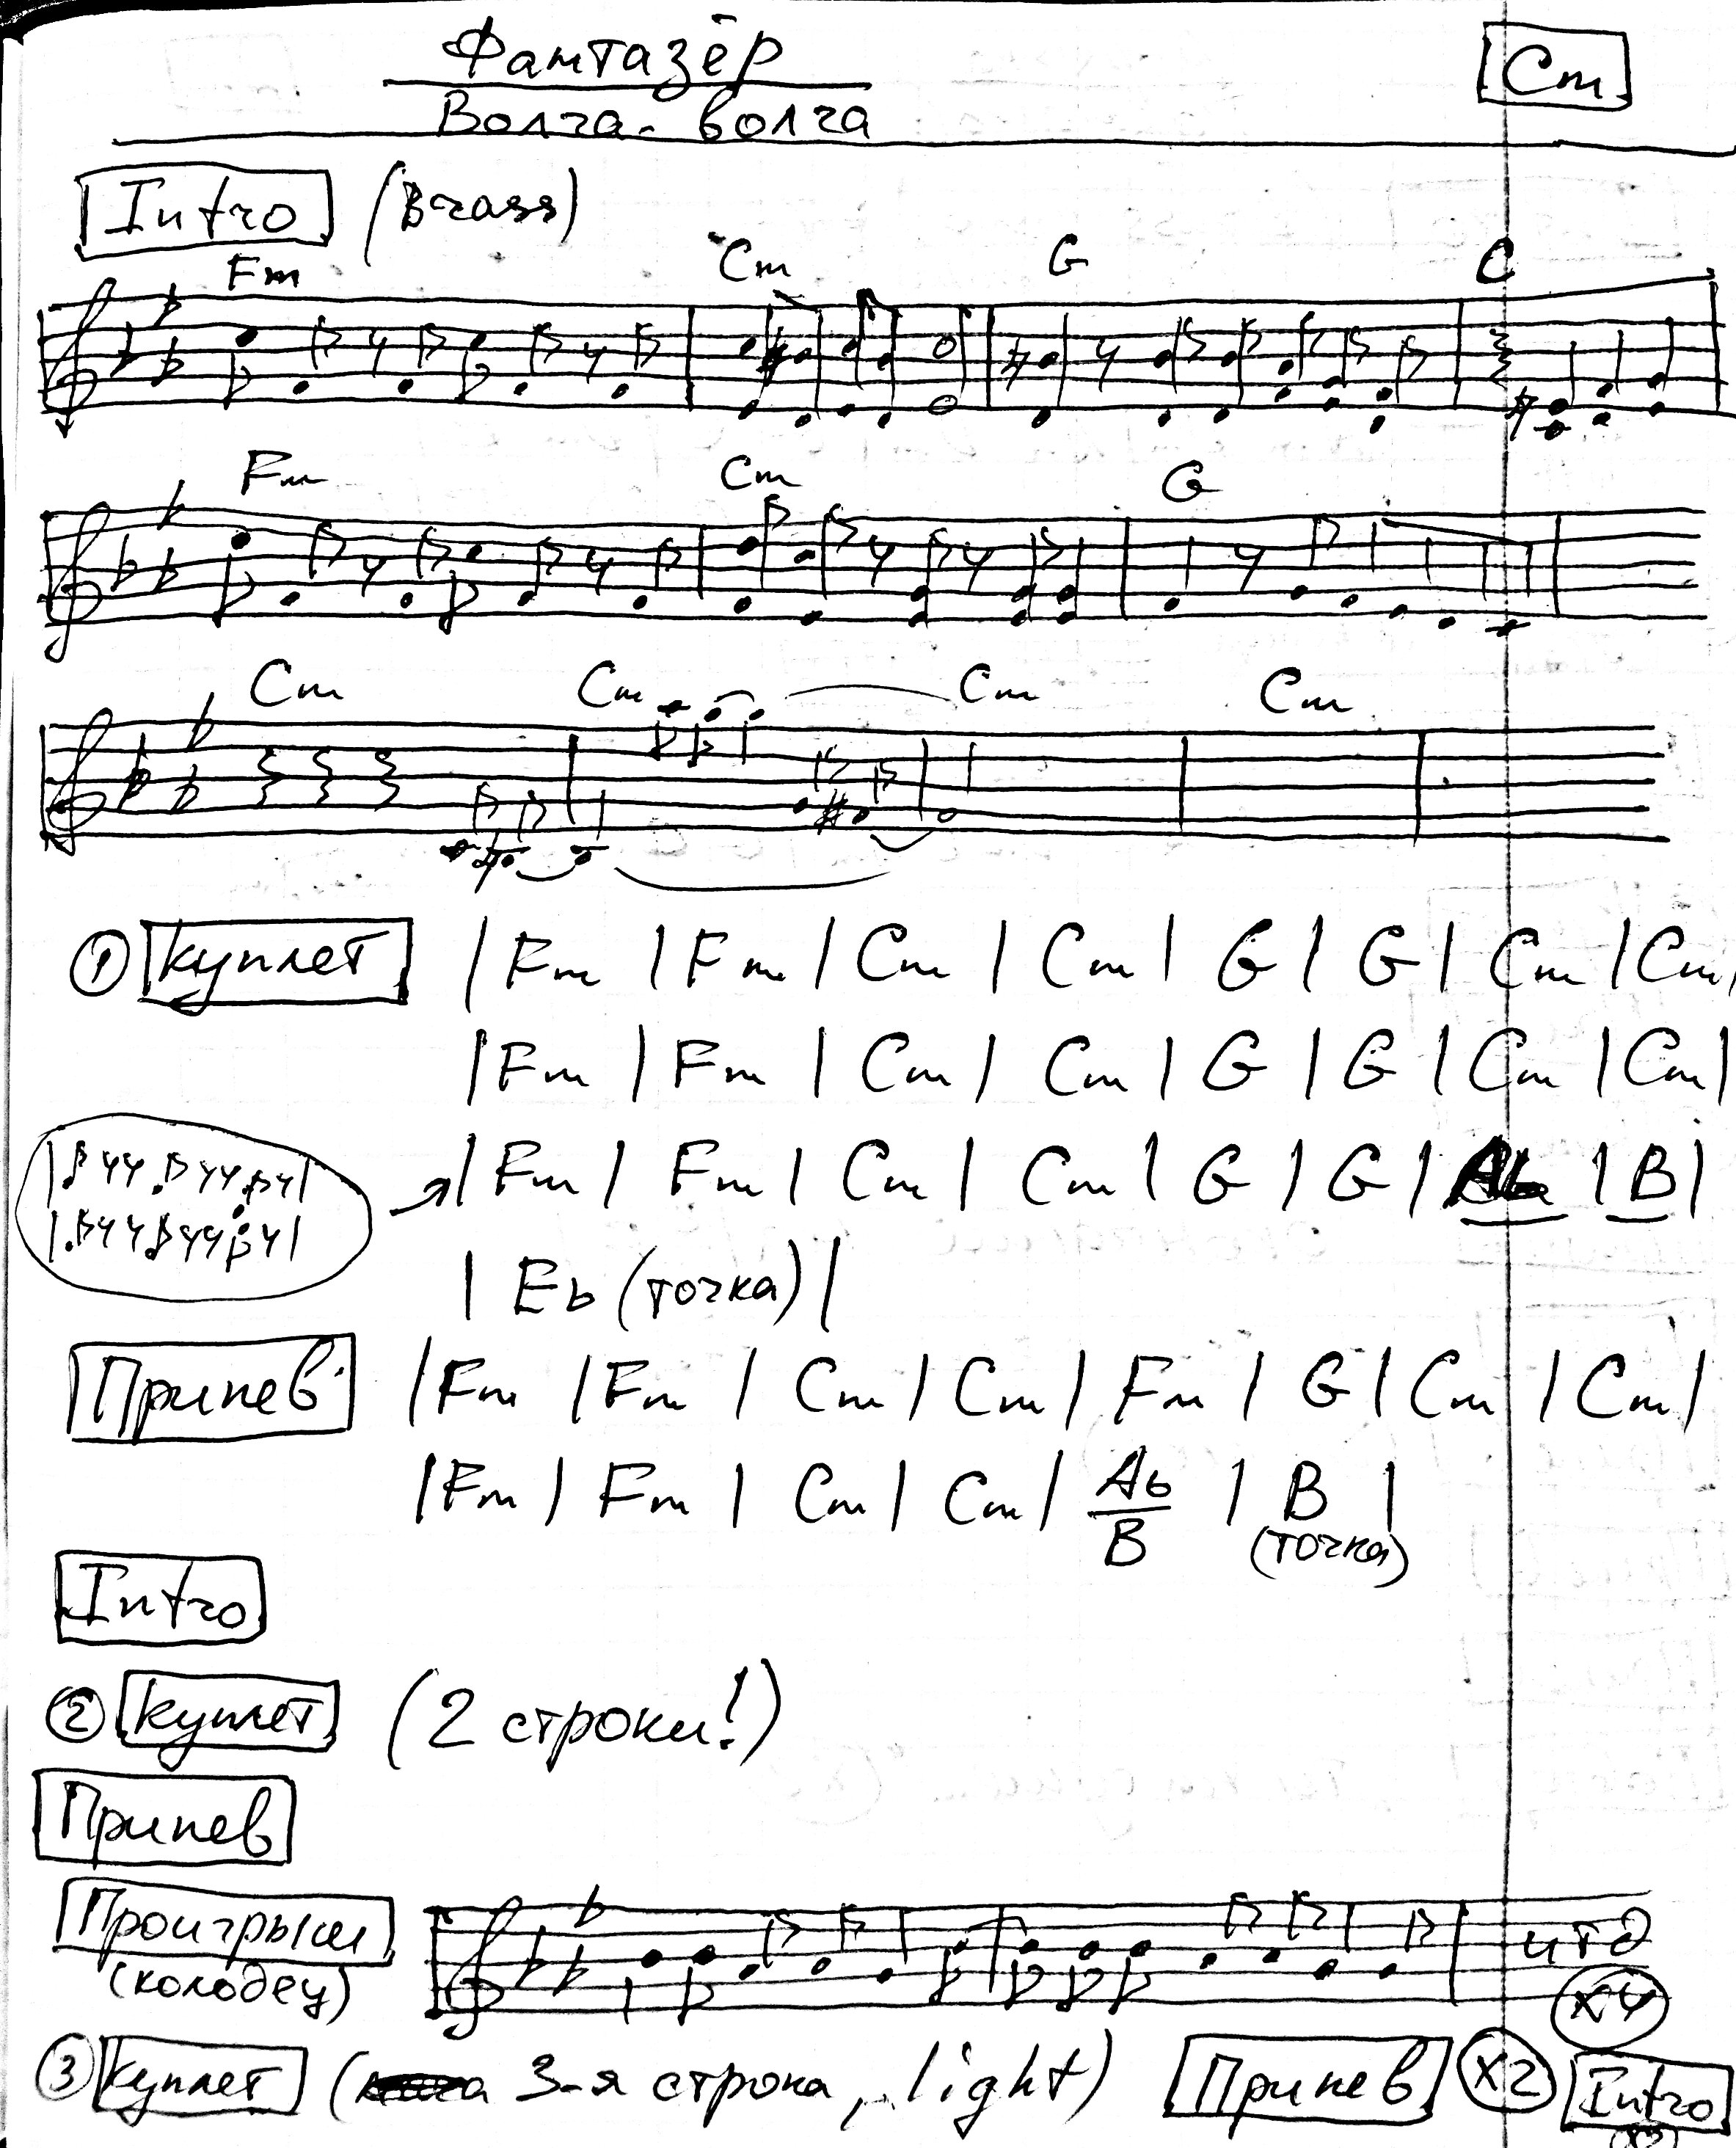 Фантазёр
Cm
Волга-волга
Intro (Brass)
Fm Cm G C
Fm Cm G
Cm Cm Cm Cm
① Куплет | Fm | Fm | Cm | Cm | G | G | Cm | Cm |
| Fm | Fm | Cm | Cm | G | G | Cm | Cm |
| Fm | Fm | Cm | Cm | G | G | Ab | B |
| Eb (точка) |
Припев | Fm | Fm | Cm | Cm | Fm | G | Cm | Cm |
| Fm | Fm | Cm | Cm | Ab/B | B |
(точка)
Intro
② Куплет (2 строки!)
Припев
Проигрыш итд
(колодец) x4
③ Куплет (3-я строка, light) Припев x2 Intro